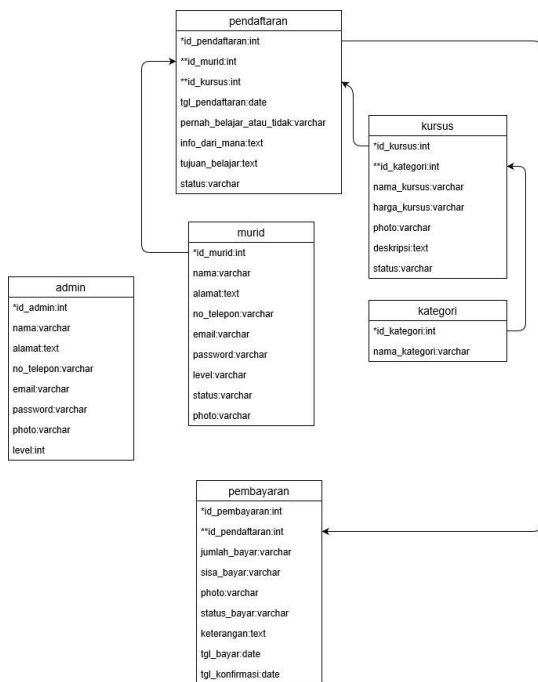 pendaftaran
*id_pendaftaran:int
**id_murid:int
**id_kursus:int
tgl_pendaftaran:date
pernah_belajar_atau_tidak:varchar
info_dari_mana:text
tujuan_belajar:text
status:varchar
kursus
*id_kursus:int
**id_kategori:int
nama_kursus:varchar
harga_kursus:varchar
photo:varchar
deskripsi:text
status:varchar
murid
*id_murid:int
nama:varchar
alamat:text
no_telepon:varchar
email:varchar
password:varchar
level:varchar
status:varchar
photo:varchar
admin
*id_admin:int
nama:varchar
alamat:text
no_telepon:varchar
email:varchar
password:varchar
photo:varchar
level:int
kategori
*id_kategori:int
nama_kategori:varchar
pembayaran
*id_pembayaran:int
**id_pendaftaran:int
jumlah_bayar:varchar
sisa_bayar:varchar
photo:varchar
status_bayar:varchar
keterangan:text
tgl_bayar:date
tgl_konfirmasi:date